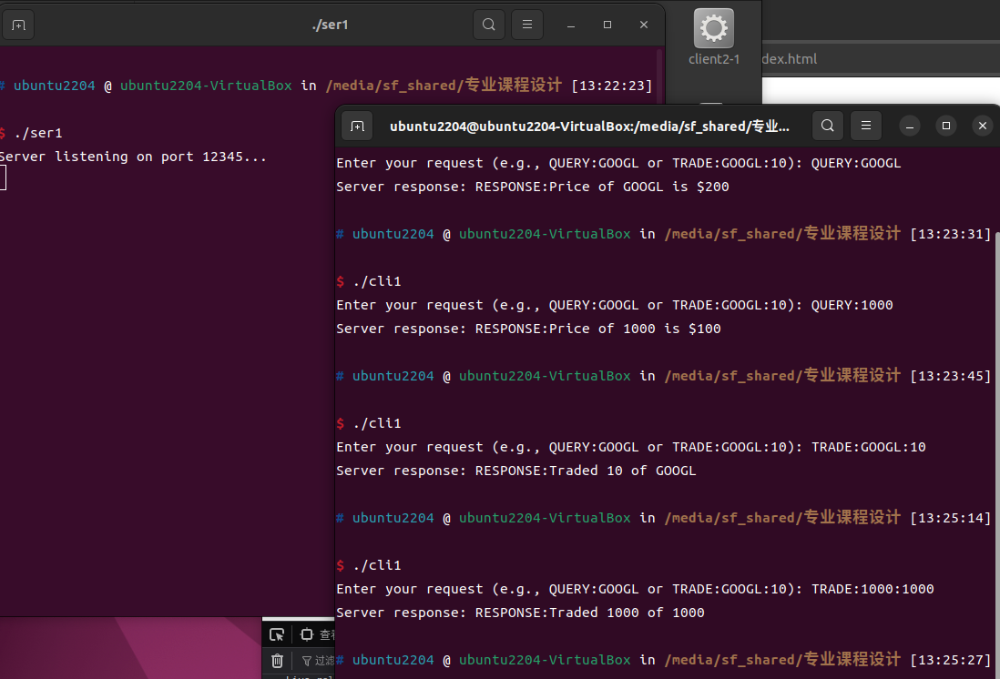 ./ser1
# ubuntu2204 @ ubuntu2204-VirtualBox in /media/sf_shared/专业课程设计 [13:22:23]
$ ./ser1
Server listening on port 12345...
client2-1
dex.html
ubuntu2204@ubuntu2204-VirtualBox:/media/sf_shared/专业...
Enter your request (e.g., QUERY:GOOGL or TRADE:GOOGL:10): QUERY:GOOGL
Server response: RESPONSE:Price of GOOGL is $200
# ubuntu2204 @ ubuntu2204-VirtualBox in /media/sf_shared/专业课程设计 [13:23:31]
$ ./cli1
Enter your request (e.g., QUERY:GOOGL or TRADE:GOOGL:10): QUERY:1000
Server response: RESPONSE:Price of 1000 is $100
# ubuntu2204 @ ubuntu2204-VirtualBox in /media/sf_shared/专业课程设计 [13:23:45]
$ ./cli1
Enter your request (e.g., QUERY:GOOGL or TRADE:GOOGL:10): TRADE:GOOGL:10
Server response: RESPONSE:Traded 10 of GOOGL
# ubuntu2204 @ ubuntu2204-VirtualBox in /media/sf_shared/专业课程设计 [13:25:14]
$ ./cli1
Enter your request (e.g., QUERY:GOOGL or TRADE:GOOGL:10): TRADE:1000:1000
Server response: RESPONSE:Traded 1000 of 1000
# ubuntu2204 @ ubuntu2204-VirtualBox in /media/sf_shared/专业课程设计 [13:25:27]
查
过滤